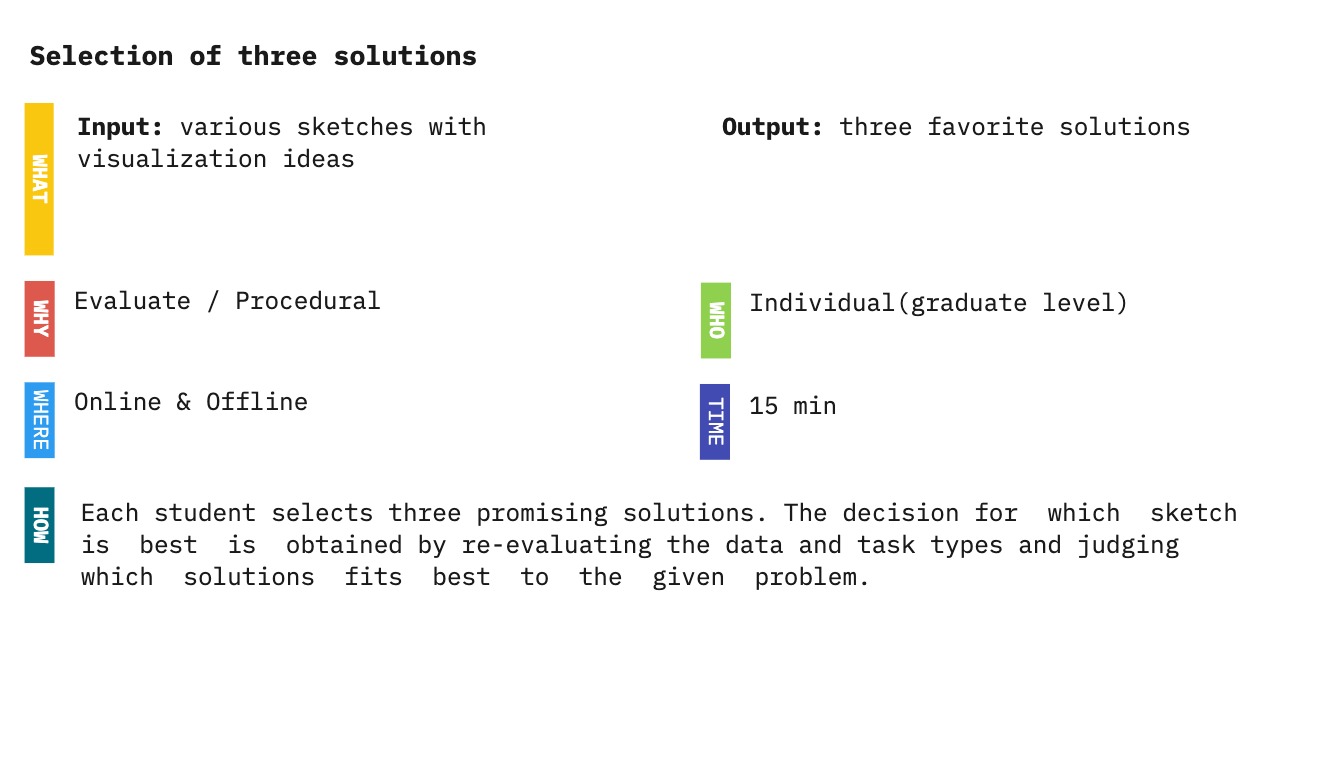 Selection of three solutions
WHAT
Input: various sketches with
visualization ideas
Output: three favorite solutions
WHY
Evaluate / Procedural
WHO
Individual(graduate level)
WHERE
Online & Offline
TIME
15 min
HOW
Each student selects three promising solutions. The decision for which sketch
is best is obtained by re-evaluating the data and task types and judging
which solutions fits best to the given problem.